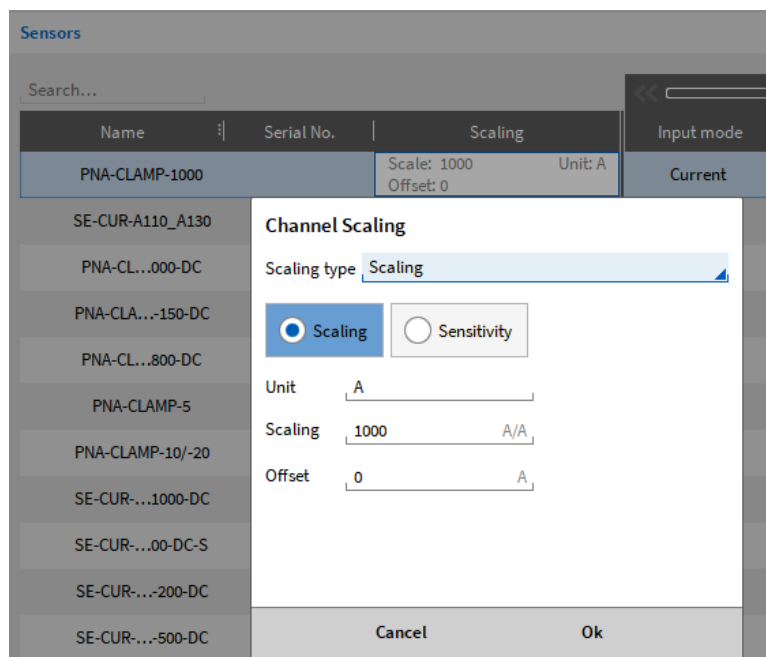 Sensors
Search...
Name Serial No. Scaling Input mode
PNA-CLAMP-1000 Scale: 1000 Unit: A Current
Offset: 0
SE-CUR-A110_A130
PNA-CL...000-DC
PNA-CLA...-150-DC
PNA-CL...800-DC
PNA-CLAMP-5
PNA-CLAMP-10/-20
SE-CUR-...1000-DC
SE-CUR-...00-DC-S
SE-CUR-...-200-DC
SE-CUR-...-500-DC
Channel Scaling
Scaling type Scaling
Scaling Sensitivity
Unit A
Scaling 1000 A/A
Offset 0 A
Cancel Ok